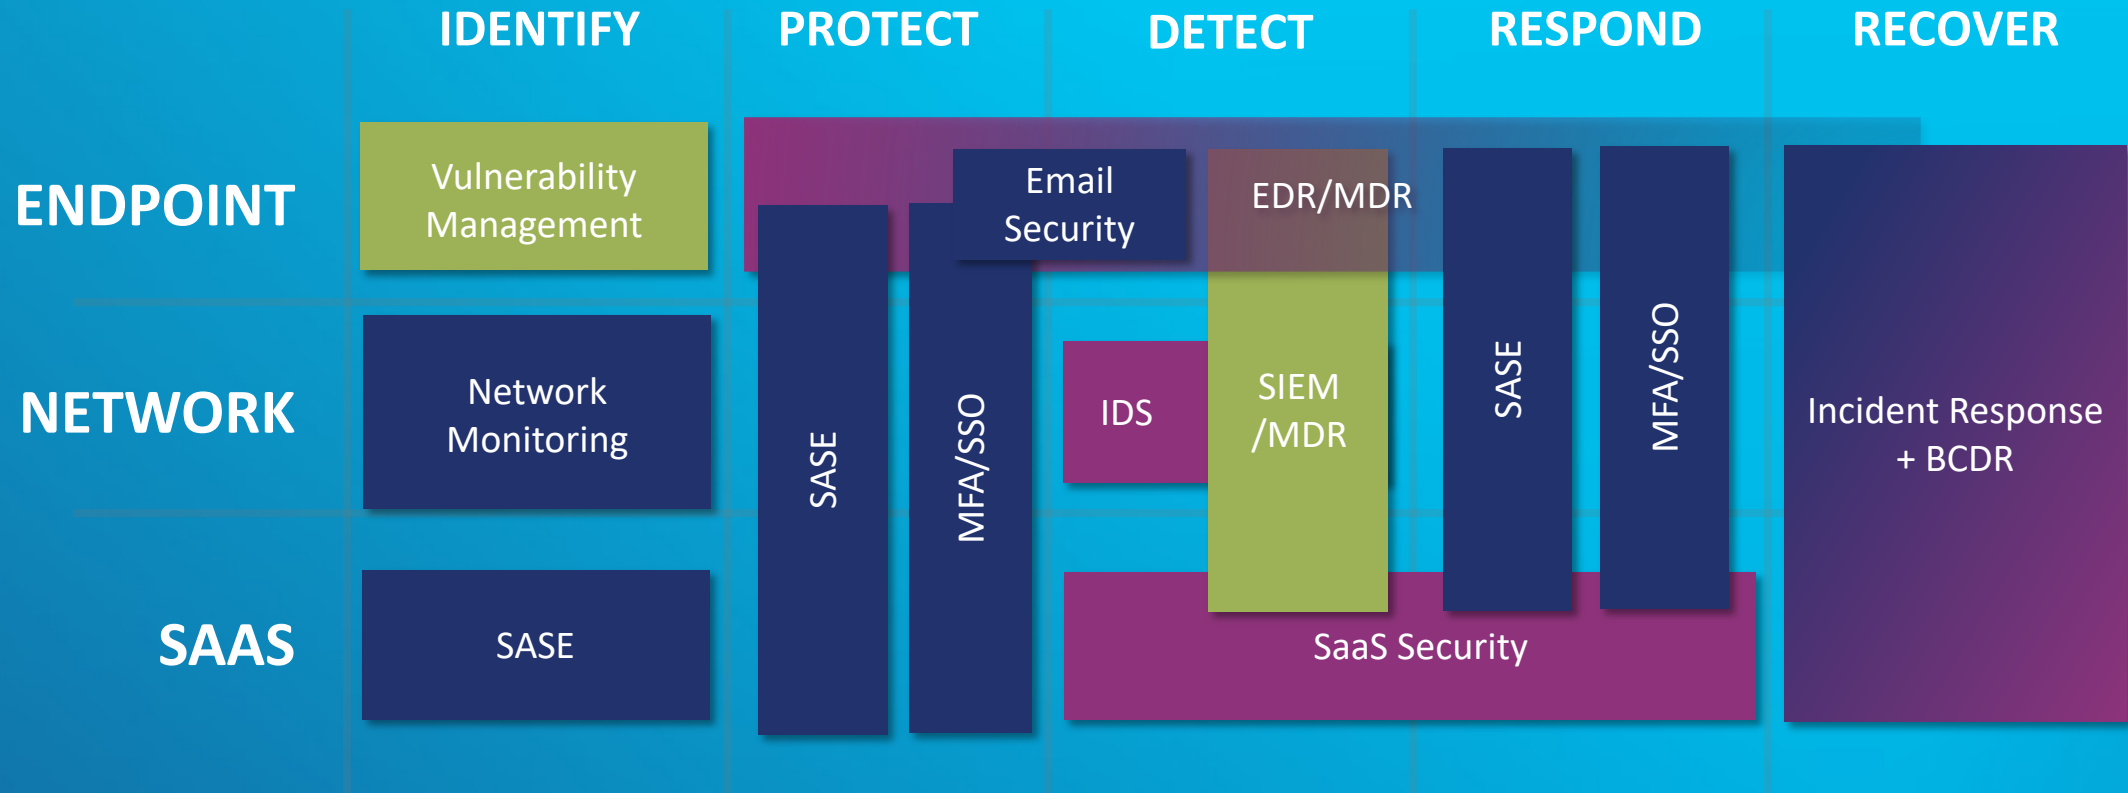 IDENTIFY
PROTECT
DETECT
RESPOND
RECOVER
ENDPOINT
Vulnerability
Management
Email
Security
EDR/MDR
NETWORK
Network
Monitoring
SASE
MFA/SSO
IDS
SIEM
/MDR
SASE
MFA/SSO
Incident Response
+ BCDR
SAAS
SASE
SaaS Security